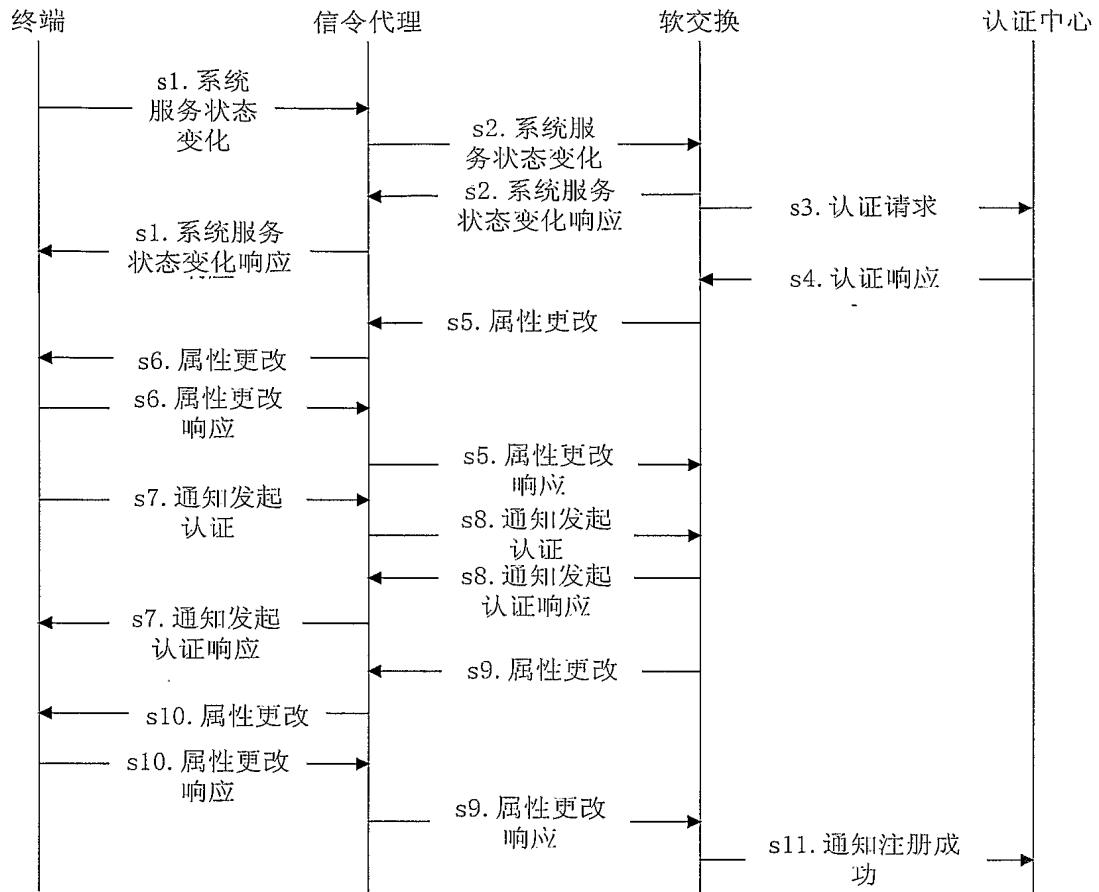 终端
信令代理
软交换
认证中心
s1.系统
服务状态
变化
s2.系统服
务状态变化
s2.系统服务
状态变化响应
s3.认证请求
s1.系统服务
状态变化响应
s4.认证响应
s5.属性更改
s6.属性更改
s6.属性更改
响应
s5.属性更改
响应
s7.通知发起
认证
s8.通知发起
认证
s8.通知发起
认证响应
s7.通知发起
认证响应
s9.属性更改
s10.属性更改
s10.属性更改
响应
s9.属性更改
响应
s11.通知注册成
功